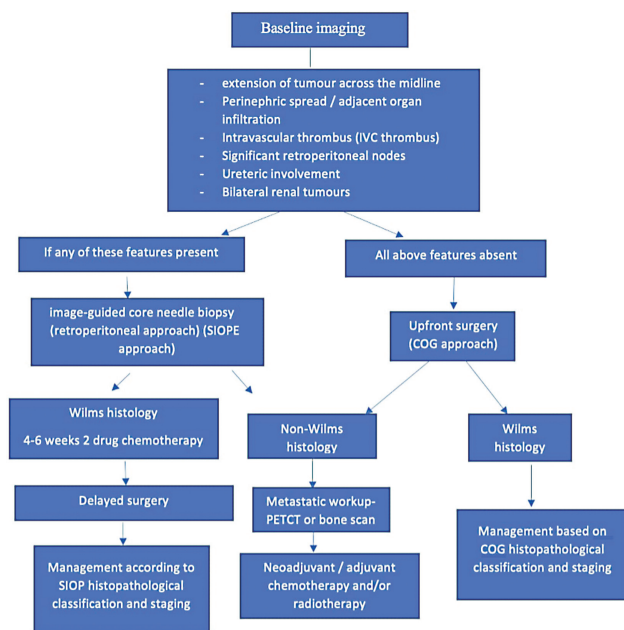 Baseline imaging
- extension of tumour across the midline
- Perinephric spread / adjacent organ
infiltration
- Intravascular thrombus (IVC thrombus)
- Significant retroperitoneal nodes
- Ureteric involvement
- Bilateral renal tumours
If any of these features present
All above features absent
image-guided core needle biopsy
(retroperitoneal approach) (SIOPE
approach)
Upfront surgery
(COG approach)
Wilms histology
4-6 weeks 2 drug chemotherapy
Non-Wilms
histology
Wilms
histology
Delayed surgery
Metastatic workup-
PETCT or bone scan
Management based on
COG histopathological
classification and staging
Management according to
SIOP histopathological
classification and staging
Neoadjuvant / adjuvant
chemotherapy and/or
radiotherapy